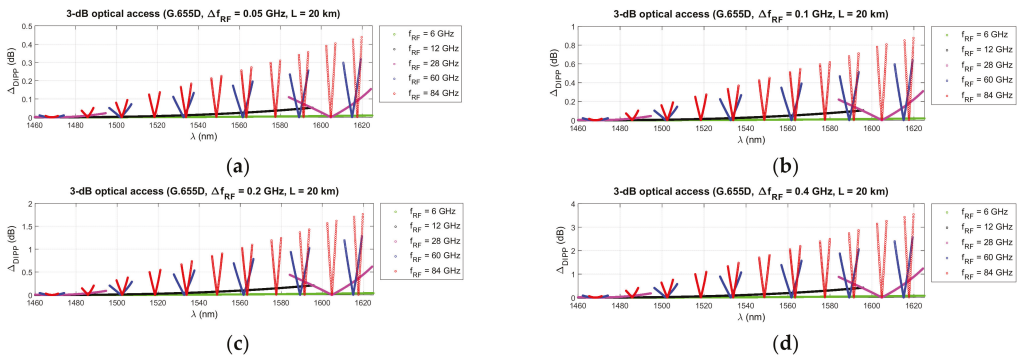 3-dB optical access (G.655D, Δf_RF = 0.05 GHz, L = 20 km)
Δ_DIPP (dB)
0.5
0.4
0.3
0.2
0.1
0
1460 1480 1500 1520 1540 1560 1580 1600 1620
λ (nm)
f_RF = 6 GHz
f_RF = 12 GHz
f_RF = 28 GHz
f_RF = 60 GHz
f_RF = 84 GHz
(a)
3-dB optical access (G.655D, Δf_RF = 0.1 GHz, L = 20 km)
Δ_DIPP (dB)
1
0.8
0.6
0.4
0.2
0
1460 1480 1500 1520 1540 1560 1580 1600 1620
λ (nm)
f_RF = 6 GHz
f_RF = 12 GHz
f_RF = 28 GHz
f_RF = 60 GHz
f_RF = 84 GHz
(b)
3-dB optical access (G.655D, Δf_RF = 0.2 GHz, L = 20 km)
Δ_DIPP (dB)
2
1.5
1
0.5
0
1460 1480 1500 1520 1540 1560 1580 1600 1620
λ (nm)
f_RF = 6 GHz
f_RF = 12 GHz
f_RF = 28 GHz
f_RF = 60 GHz
f_RF = 84 GHz
(c)
3-dB optical access (G.655D, Δf_RF = 0.4 GHz, L = 20 km)
Δ_DIPP (dB)
4
3
2
1
0
1460 1480 1500 1520 1540 1560 1580 1600 1620
λ (nm)
f_RF = 6 GHz
f_RF = 12 GHz
f_RF = 28 GHz
f_RF = 60 GHz
f_RF = 84 GHz
(d)